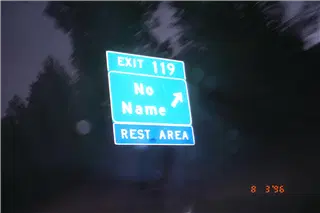 EXIT 119
No
Name
REST AREA
8 3 '96